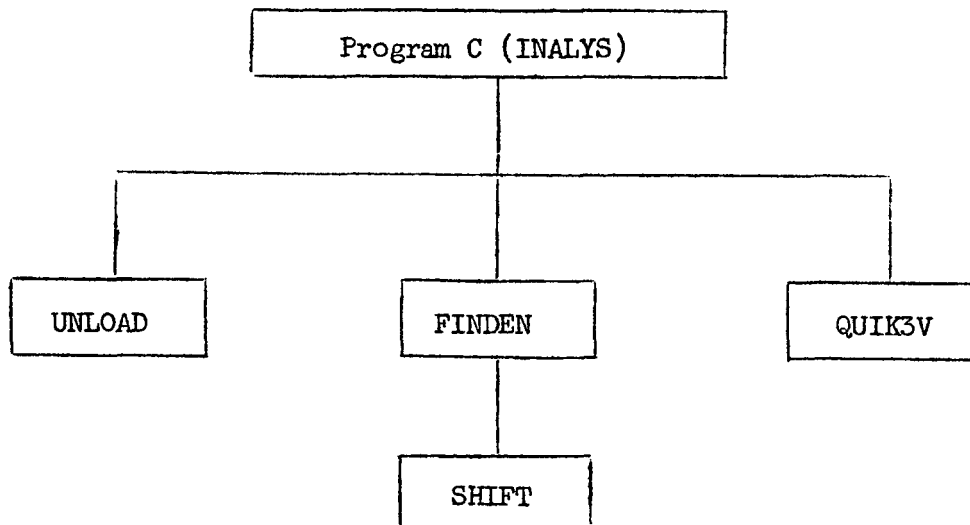 Program C (INALYS)
UNLOAD
FINDEN
QUIK3V
SHIFT